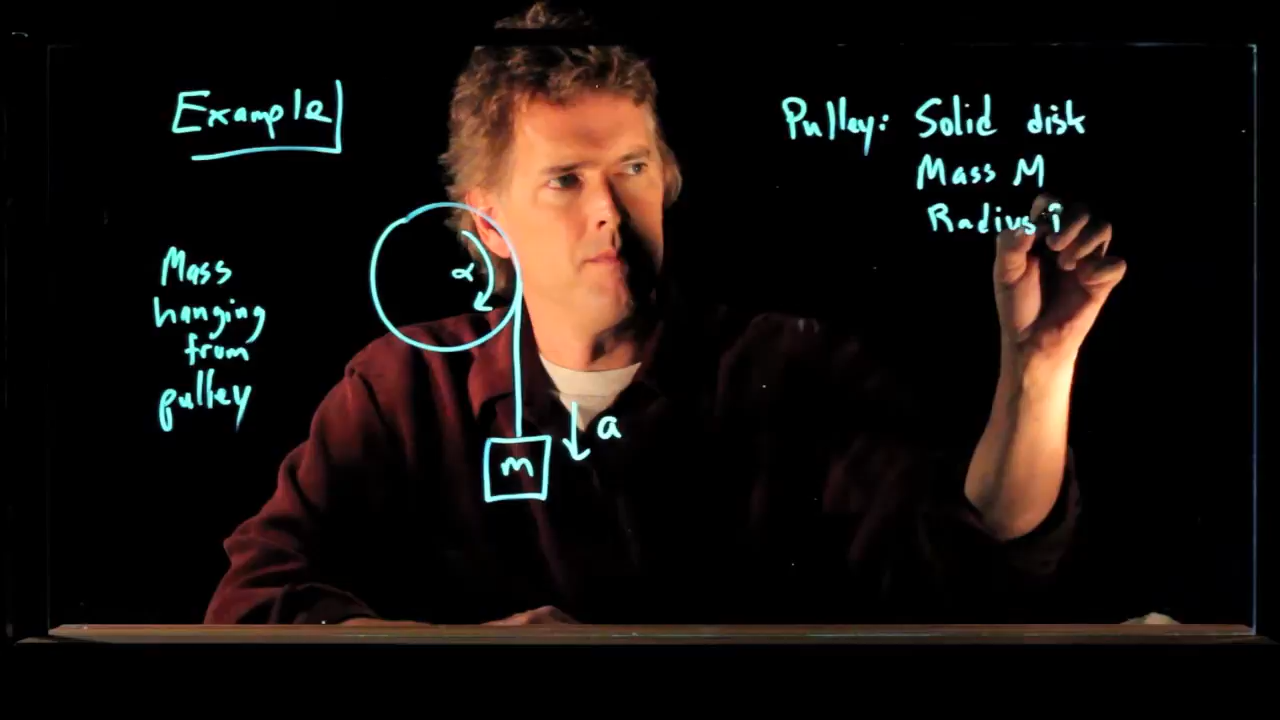 Example
Pulley: Solid disk
Mass M
Radius
Mass
hanging
from
pulley
α
a
m